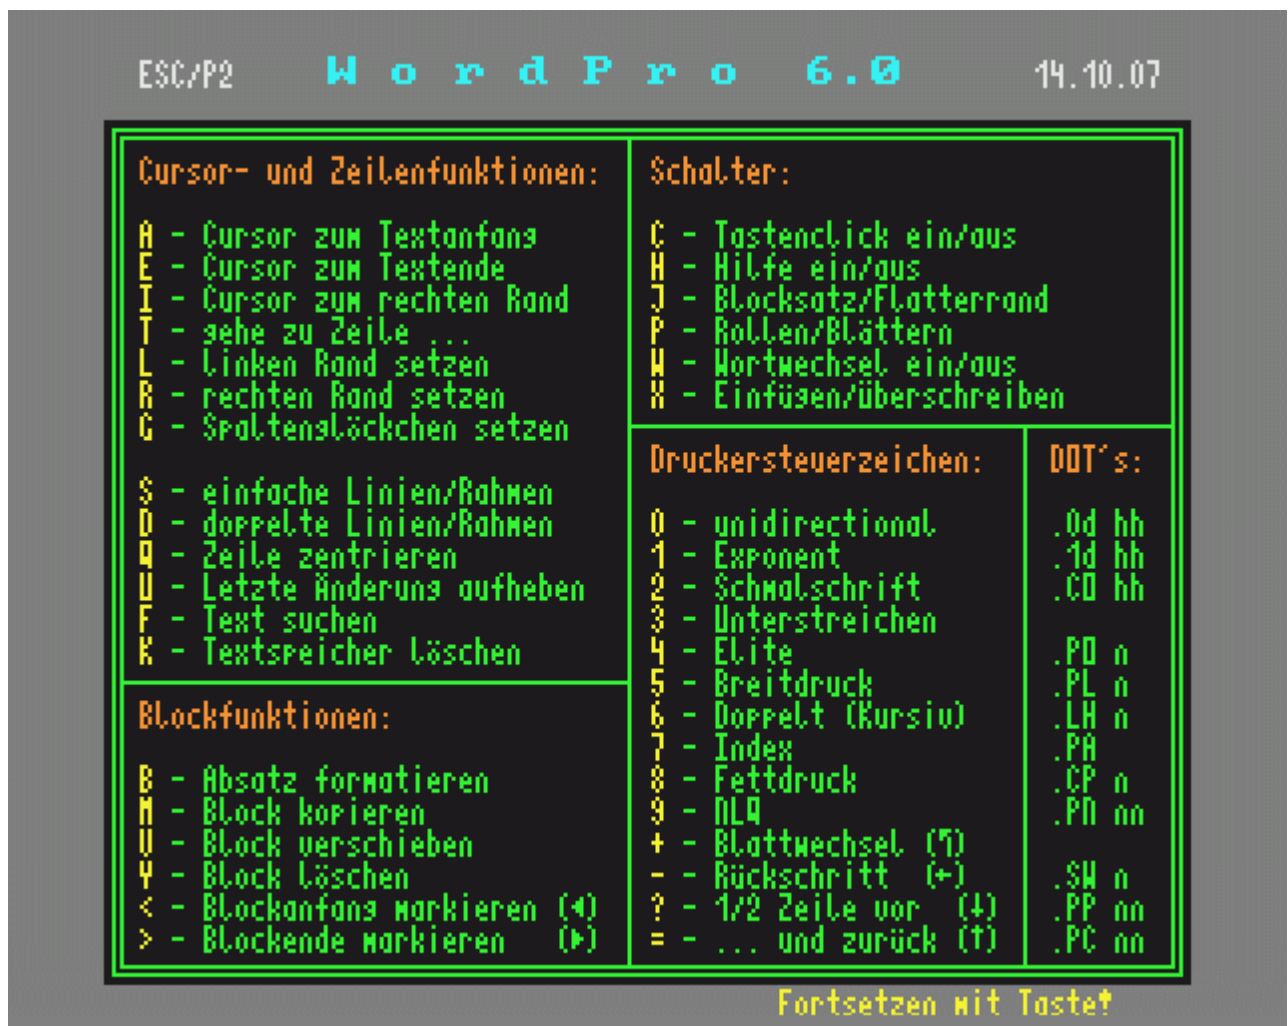 ESC/P2 WordPro 6.0 14.10.07
Cursor- und Zeilenfunktionen:
A - Cursor zum Textanfang
E - Cursor zum Textende
I - Cursor zum rechten Rand
T - gehe zu Zeile ...
L - linken Rand setzen
R - rechten Rand setzen
G - Spaltenglöckchen setzen
S - einfache Linien/Rahmen
D - doppelte Linien/Rahmen
Q - Zeile zentrieren
U - Letzte Änderung aufheben
F - Text suchen
K - Textspeicher löschen
Blockfunktionen:
B - Absatz formatieren
M - Block kopieren
V - Block verschieben
Y - Block löschen
< - Blockanfang markieren (◀)
> - Blockende markieren (▶)
Schalter:
C - Tastenclick ein/aus
H - Hilfe ein/aus
J - Blocksatz/Flatterrand
P - Rollen/Blättern
W - Wortwechsel ein/aus
X - Einfügen/überschreiben
Druckersteuerzeichen:
0 - unidirectional
1 - Exponent
2 - Schmalschrift
3 - Unterstreichen
4 - Elite
5 - Breitdruck
6 - Doppelt (Kursiv)
7 - Index
8 - Fettdruck
9 - NLQ
+ - Blattwechsel (↰)
- - Rückschritt (←)
? - 1/2 Zeile vor (↓)
= - ... und zurück (↑)
DOT´s:
.0d hh
.1d hh
.CO hh
.PO n
.PL n
.LH n
.PA
.CP n
.PN nn
.SW n
.PP nn
.PC nn
Fortsetzen mit Taste!